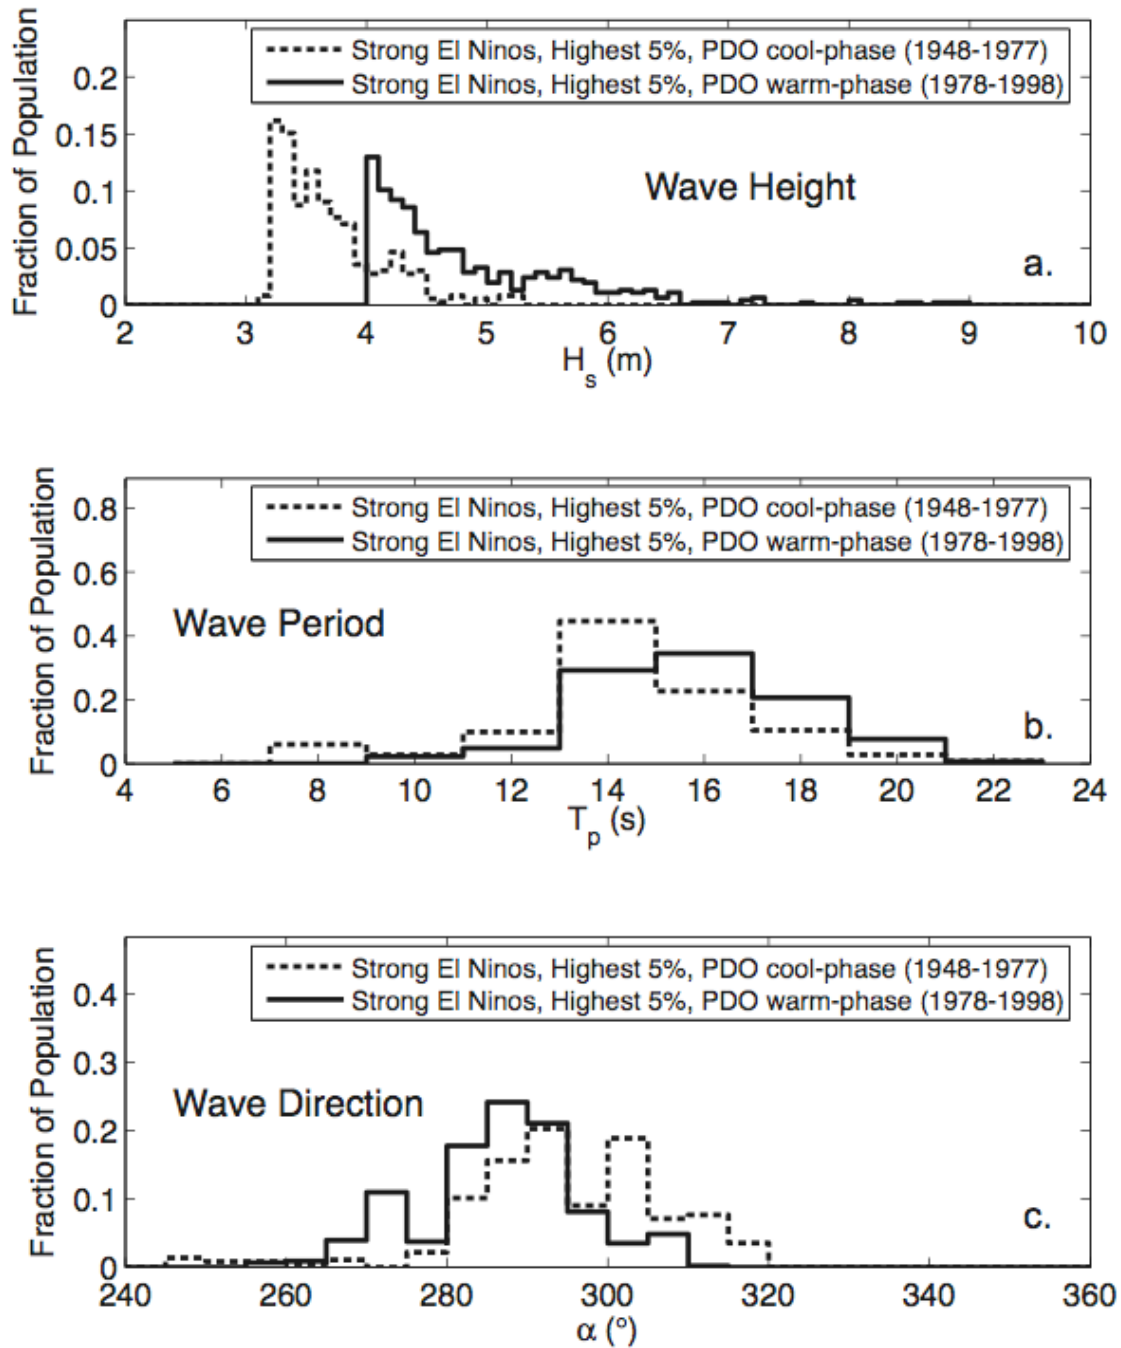 Fraction of Population
0.2
0.15
0.1
0.05
0
Strong El Ninos, Highest 5%, PDO cool-phase (1948-1977)
Strong El Ninos, Highest 5%, PDO warm-phase (1978-1998)
Wave Height
a.
2 3 4 5 6 7 8 9 10
H_s (m)
Fraction of Population
0.8
0.6
0.4
0.2
0
Strong El Ninos, Highest 5%, PDO cool-phase (1948-1977)
Strong El Ninos, Highest 5%, PDO warm-phase (1978-1998)
Wave Period
b.
4 6 8 10 12 14 16 18 20 22 24
T_p (s)
Fraction of Population
0.4
0.3
0.2
0.1
0
Strong El Ninos, Highest 5%, PDO cool-phase (1948-1977)
Strong El Ninos, Highest 5%, PDO warm-phase (1978-1998)
Wave Direction
c.
240 260 280 300 320 340 360
α (°)